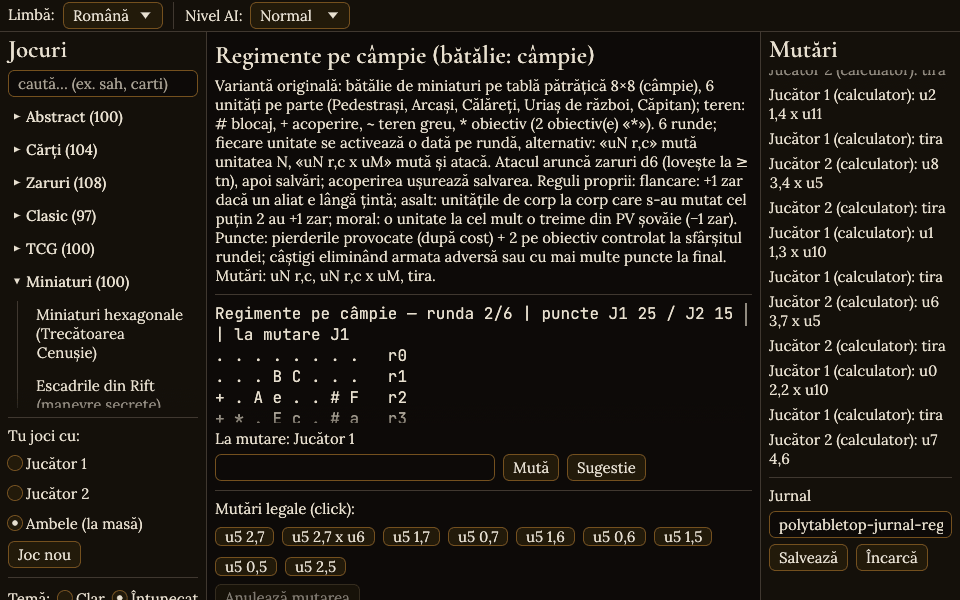 Limbă: Română ▼ Nivel AI: Normal ▼
Jocuri
caută... (ex. sah, carti)
▸ Abstract (100)
▸ Cărți (104)
▸ Zaruri (108)
▸ Clasic (97)
▸ TCG (100)
▾ Miniaturi (100)
Miniaturi hexagonale
(Trecătoarea
Cenușie)
Escadrile din Rift
(manevre secrete)
Tu joci cu:
Jucător 1
Jucător 2
Ambele (la masă)
Joc nou
Temă: Clar Întunecat
Regimente pe câmpie (bătălie: câmpie)
Variantă originală: bătălie de miniaturi pe tablă pătrățică 8×8 (câmpie), 6
unități pe parte (Pedestrași, Arcași, Călăreți, Uriaș de război, Căpitan); teren:
# blocaj, + acoperire, ~ teren greu, * obiectiv (2 obiectiv(e) «*»). 6 runde;
fiecare unitate se activează o dată pe rundă, alternativ: «uN r,c» mută
unitatea N, «uN r,c x uM» mută și atacă. Atacul aruncă zaruri d6 (lovește la ≥
tn), apoi salvări; acoperirea ușurează salvarea. Reguli proprii: flancare: +1 zar
dacă un aliat e lângă țintă; asalt: unitățile de corp la corp care s-au mutat cel
puțin 2 au +1 zar; moral: o unitate la cel mult o treime din PV șovăie (−1 zar).
Puncte: pierderile provocate (după cost) + 2 pe obiectiv controlat la sfârșitul
rundei; câștigi eliminând armata adversă sau cu mai multe puncte la final.
Mutări: uN r,c, uN r,c x uM, tira.
Regimente pe câmpie — runda 2/6 | puncte J1 25 / J2 15 |
| la mutare J1
. . . . . . . . r0
. . . B C . . . r1
+ . A e . . # F r2
+ * . E c . # a r3
La mutare: Jucător 1
Mută Sugestie
Mutări legale (click):
u5 2,7 u5 2,7 x u6 u5 1,7 u5 0,7 u5 1,6 u5 0,6 u5 1,5
u5 0,5 u5 2,5
Anulează mutarea
Mutări
Jucător 2 (calculator): tira
Jucător 1 (calculator): u2
1,4 x u11
Jucător 1 (calculator): tira
Jucător 2 (calculator): u8
3,4 x u5
Jucător 2 (calculator): tira
Jucător 1 (calculator): u1
1,3 x u10
Jucător 1 (calculator): tira
Jucător 2 (calculator): u6
3,7 x u5
Jucător 2 (calculator): tira
Jucător 1 (calculator): u0
2,2 x u10
Jucător 1 (calculator): tira
Jucător 2 (calculator): u7
4,6
Jurnal
polytabletop-jurnal-reg
Salvează Încarcă